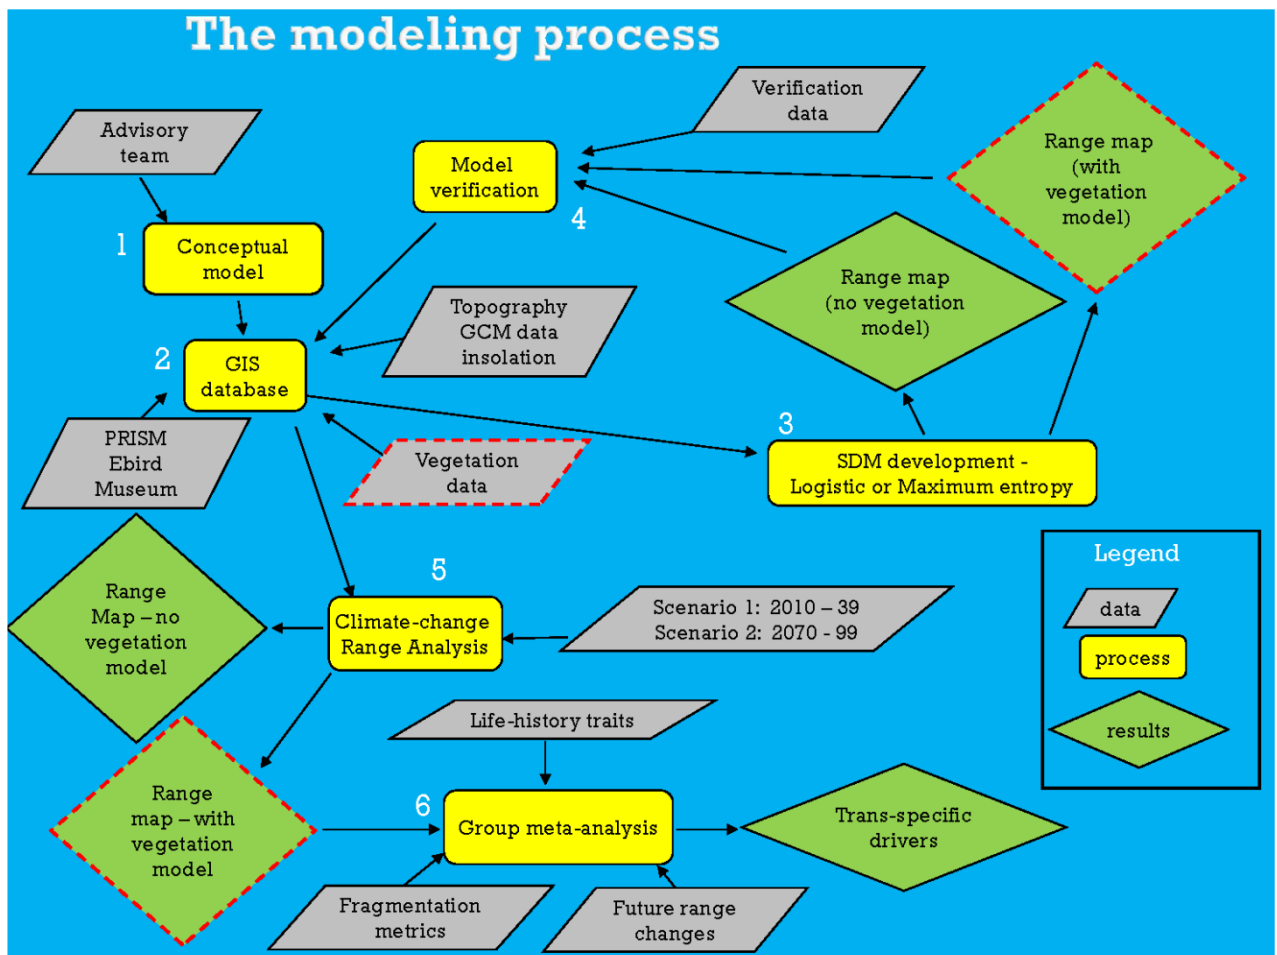 The modeling process
Advisory
team
1
Conceptual
model
Model
verification
4
Verification
data
Range map
(with
vegetation
model)
Range map
(no vegetation
model)
Topography
GCM data
insolation
2
GIS
database
PRISM
Ebird
Museum
Vegetation
data
3
SDM development -
Logistic or Maximum entropy
Range
Map – no
vegetation
model
5
Climate-change
Range Analysis
Scenario 1:  2010 – 39
Scenario 2:  2070 - 99
Legend
data
process
results
Range
map – with
vegetation
model
Life-history traits
6
Group meta-analysis
Trans-specific
drivers
Fragmentation
metrics
Future range
changes